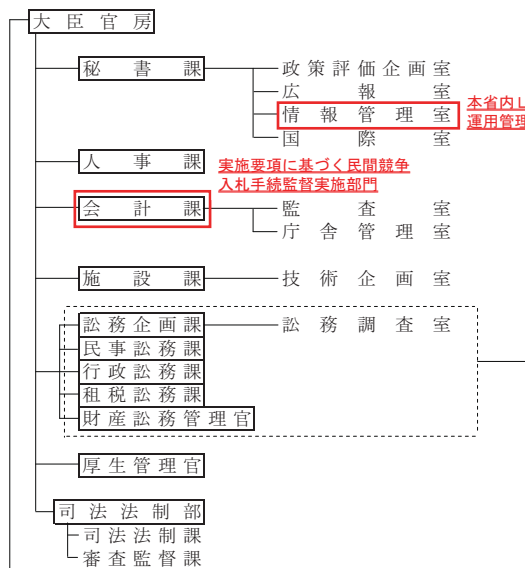 大臣官房
秘書課
政策評価企画室
広報室
情報管理室
国際室
本省内L
運用管理
人事課
実施要項に基づく民間競争
入札手続監督実施部門
会計課
監査室
庁舎管理室
施設課
技術企画室
訟務企画課
訟務調査室
民事訟務課
行政訟務課
租税訟務課
財産訟務管理官
厚生管理官
司法法制部
司法法制課
審査監督課